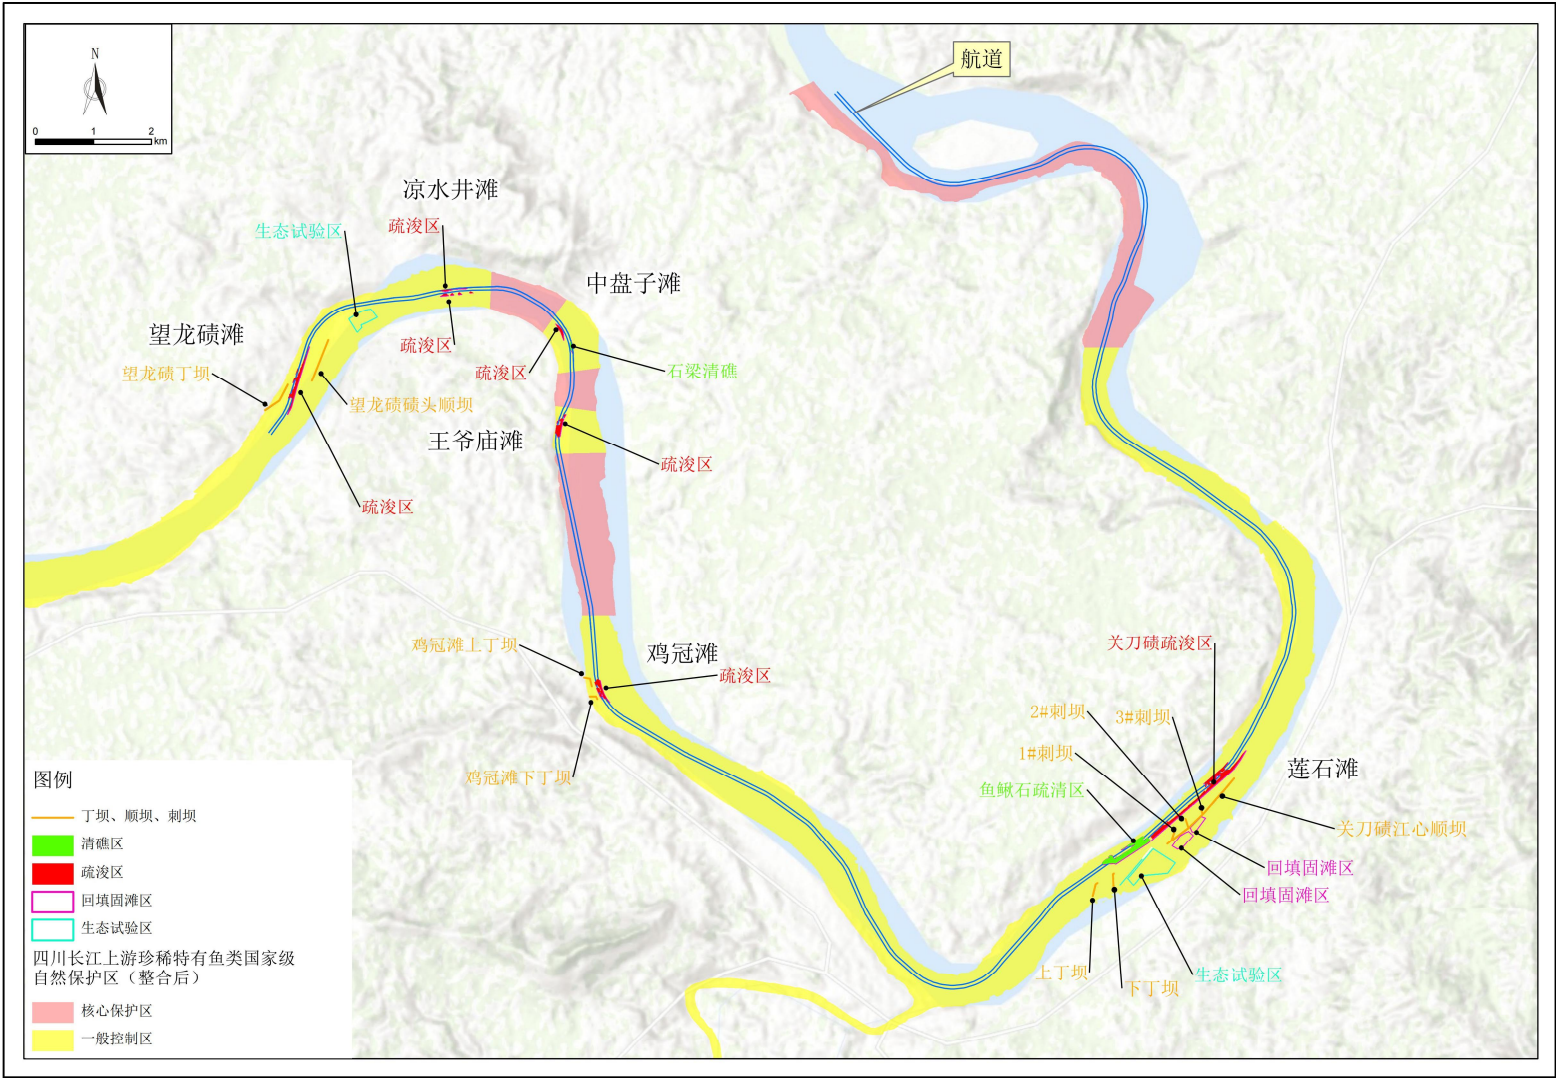 N
0 1 2
km
航道
凉水井滩
疏浚区
生态试验区
中盘子滩
望龙碛滩
疏浚区
望龙碛丁坝
疏浚区
石梁清礁
望龙碛碛头顺坝
王爷庙滩
疏浚区
疏浚区
鸡冠滩上丁坝
鸡冠滩
疏浚区
关刀碛疏浚区
2#刺坝
3#刺坝
1#刺坝
鸡冠滩下丁坝
莲石滩
鱼鳅石疏清区
关刀碛江心顺坝
回填固滩区
回填固滩区
上丁坝
生态试验区
下丁坝
图例
丁坝、顺坝、刺坝
清礁区
疏浚区
回填固滩区
生态试验区
四川长江上游珍稀特有鱼类国家级
自然保护区（整合后）
核心保护区
一般控制区